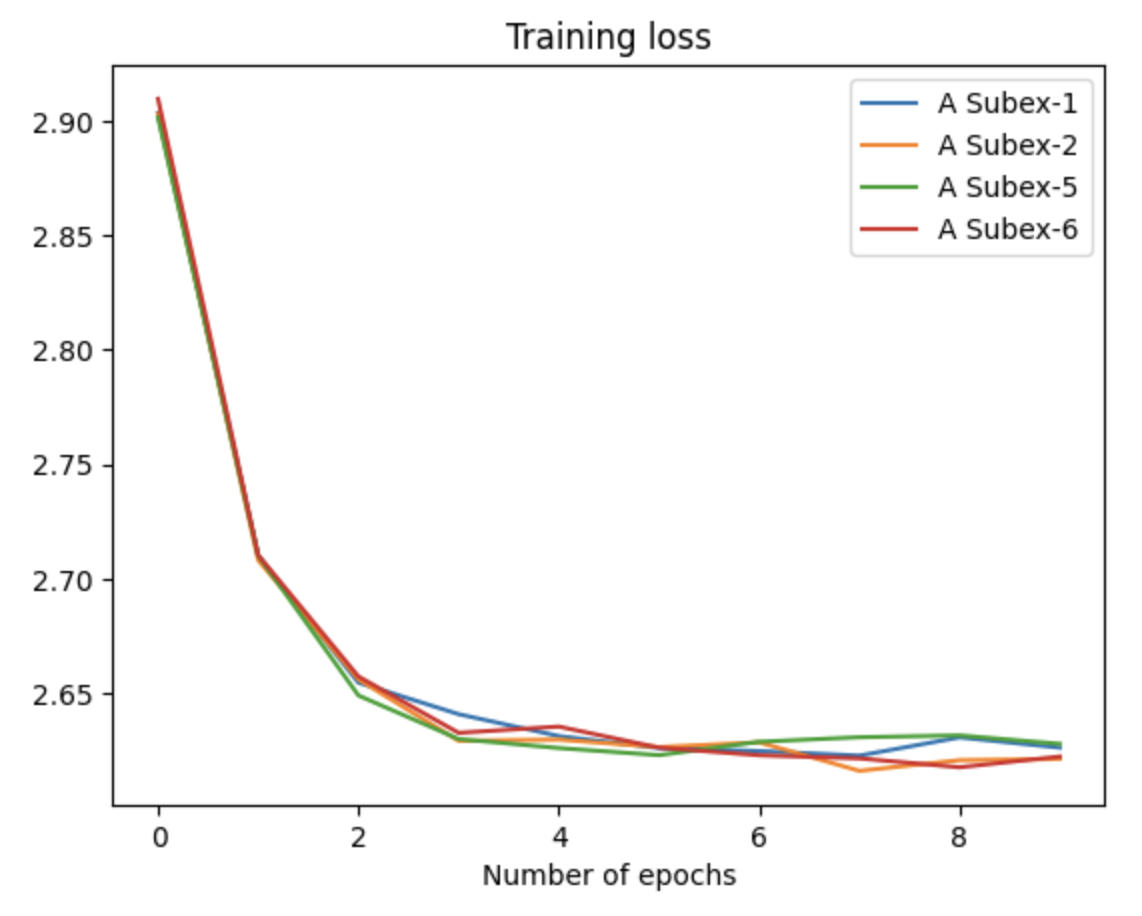 Training loss
A Subex-1
A Subex-2
A Subex-5
A Subex-6
2.90
2.85
2.80
2.75
2.70
2.65
0 2 4 6 8
Number of epochs